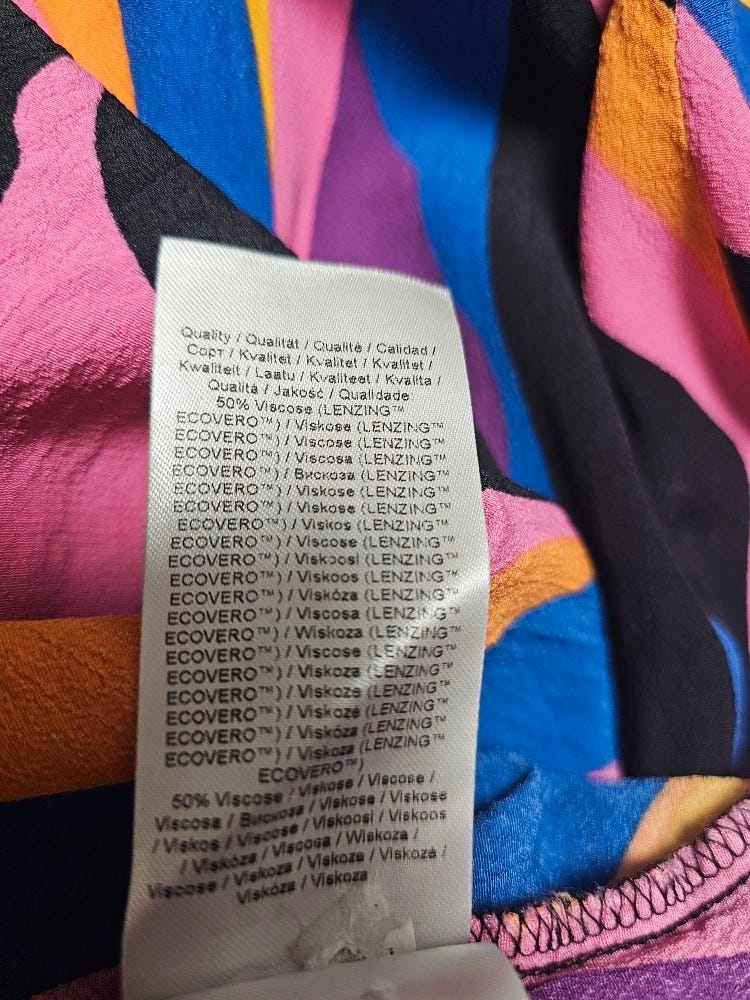 Quality / Qualität / Qualité / Calidad /
Сорт / Kvalitet / Kvalitet / Kvalitet /
Kwaliteit / Laatu / Kvaliteet / Kvalita /
Qualità / Jakość / Qualidade
50% Viscose (LENZING™
ECOVERO™) / Viskose (LENZING™
ECOVERO™) / Viscose (LENZING™
ECOVERO™) / Viscosa (LENZING™
ECOVERO™) / Вискоза (LENZING™
ECOVERO™) / Viskose (LENZING™
ECOVERO™) / Viskos (LENZING™
ECOVERO™) / Viscose (LENZING™
ECOVERO™) / Viskoosi (LENZING™
ECOVERO™) / Viskoos (LENZING™
ECOVERO™) / Viskóza (LENZING™
ECOVERO™) / Viscosa (LENZING™
ECOVERO™) / Wiskoza (LENZING™
ECOVERO™) / Viscose (LENZING™
ECOVERO™) / Viskoza (LENZING™
ECOVERO™) / Viskoze (LENZING™
ECOVERO™) / Viskozė (LENZING™
ECOVERO™) / Viskóza (LENZING™
ECOVERO™) / Viskoza (LENZING™
ECOVERO™)
50% Viscose / Viskose / Viscose /
Viscosa / Вискоза / Viskose / Viskose
/ Viskos / Viscose / Viskoosi / Viskoos
/ Viskóza / Viscosa / Wiskoza /
Viscose / Viskoza / Viskoze / Viskozė /
Viskóza / Viskoza